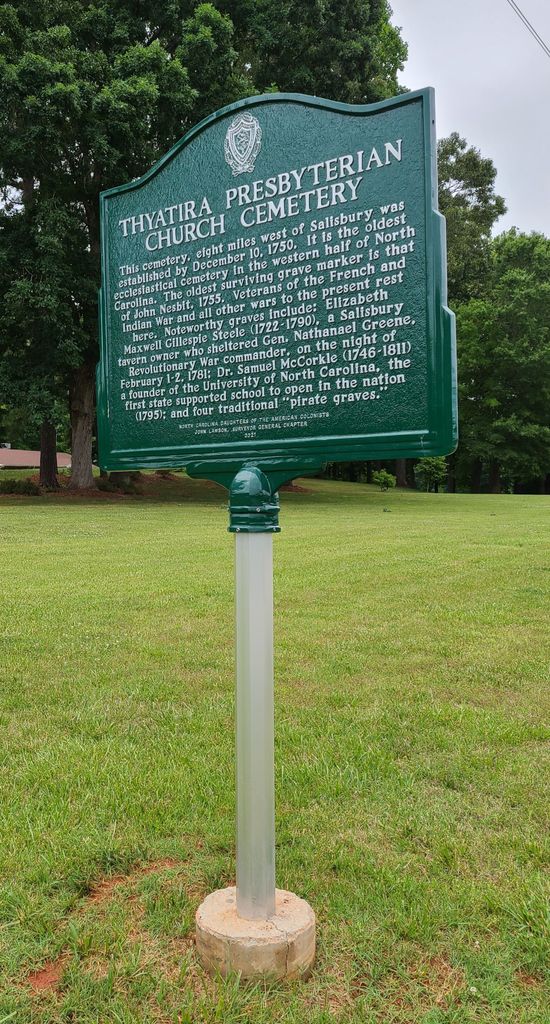 THYATIRA PRESBYTERIAN
CHURCH CEMETERY
This cemetery, eight miles west of Salisbury, was
established by December 10, 1750. It is the oldest
ecclesiastical cemetery in the western half of North
Carolina. The oldest surviving grave marker is that
of John Nesbit, 1755. Veterans of the French and
Indian War and all other wars to the present rest
here. Noteworthy graves include: Elizabeth
Maxwell Gillespie Steele (1722-1790), a Salisbury
tavern owner who sheltered Gen. Nathanael Greene,
Revolutionary War commander, on the night of
February 1-2, 1781; Dr. Samuel McCorkle (1746-1811)
a founder of the University of North Carolina, the
first state supported school to open in the nation
(1795); and four traditional "pirate graves."
NORTH CAROLINA DAUGHTERS OF THE AMERICAN COLONISTS
JOHN LAWSON, SURVEYOR GENERAL CHAPTER
2021